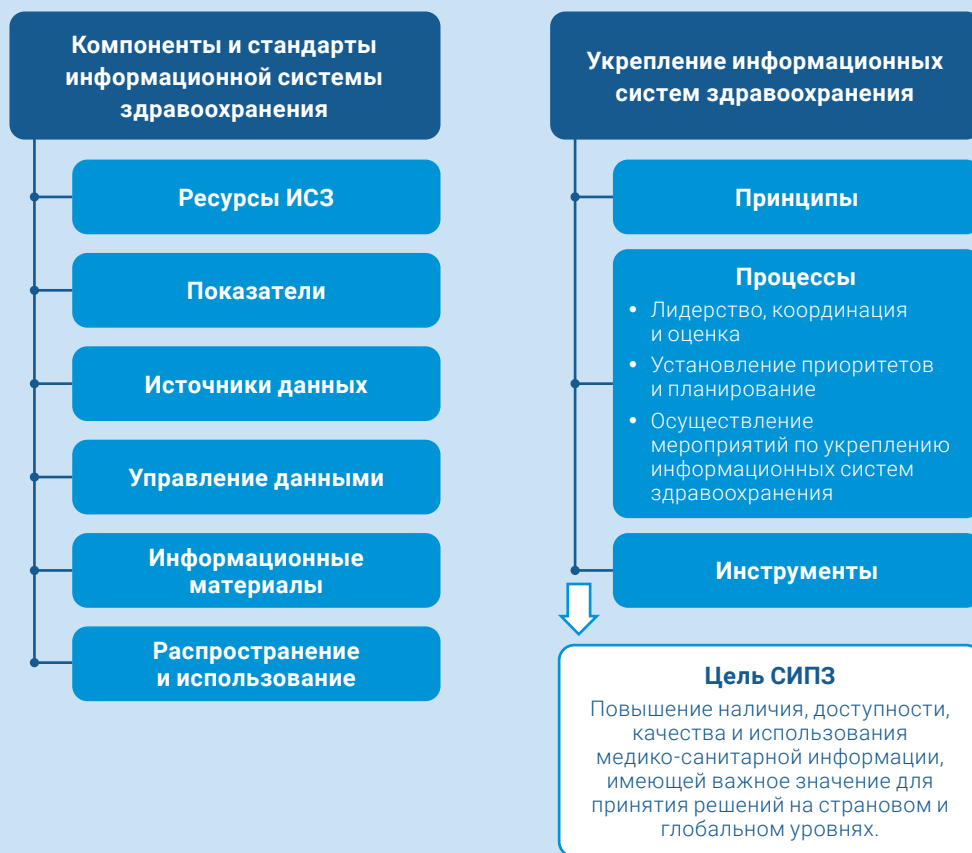 Компоненты и стандарты
информационной системы
здравоохранения
Ресурсы ИСЗ
Показатели
Источники данных
Управление данными
Информационные
материалы
Распространение
и использование
Укрепление информационных
систем здравоохранения
Принципы
Процессы
• Лидерство, координация
и оценка
• Установление приоритетов
и планирование
• Осуществление
мероприятий по укреплению
информационных систем
здравоохранения
Инструменты
Цель СИПЗ
Повышение наличия, доступности,
качества и использования
медико-санитарной информации,
имеющей важное значение для
принятия решений на страновом и
глобальном уровнях.